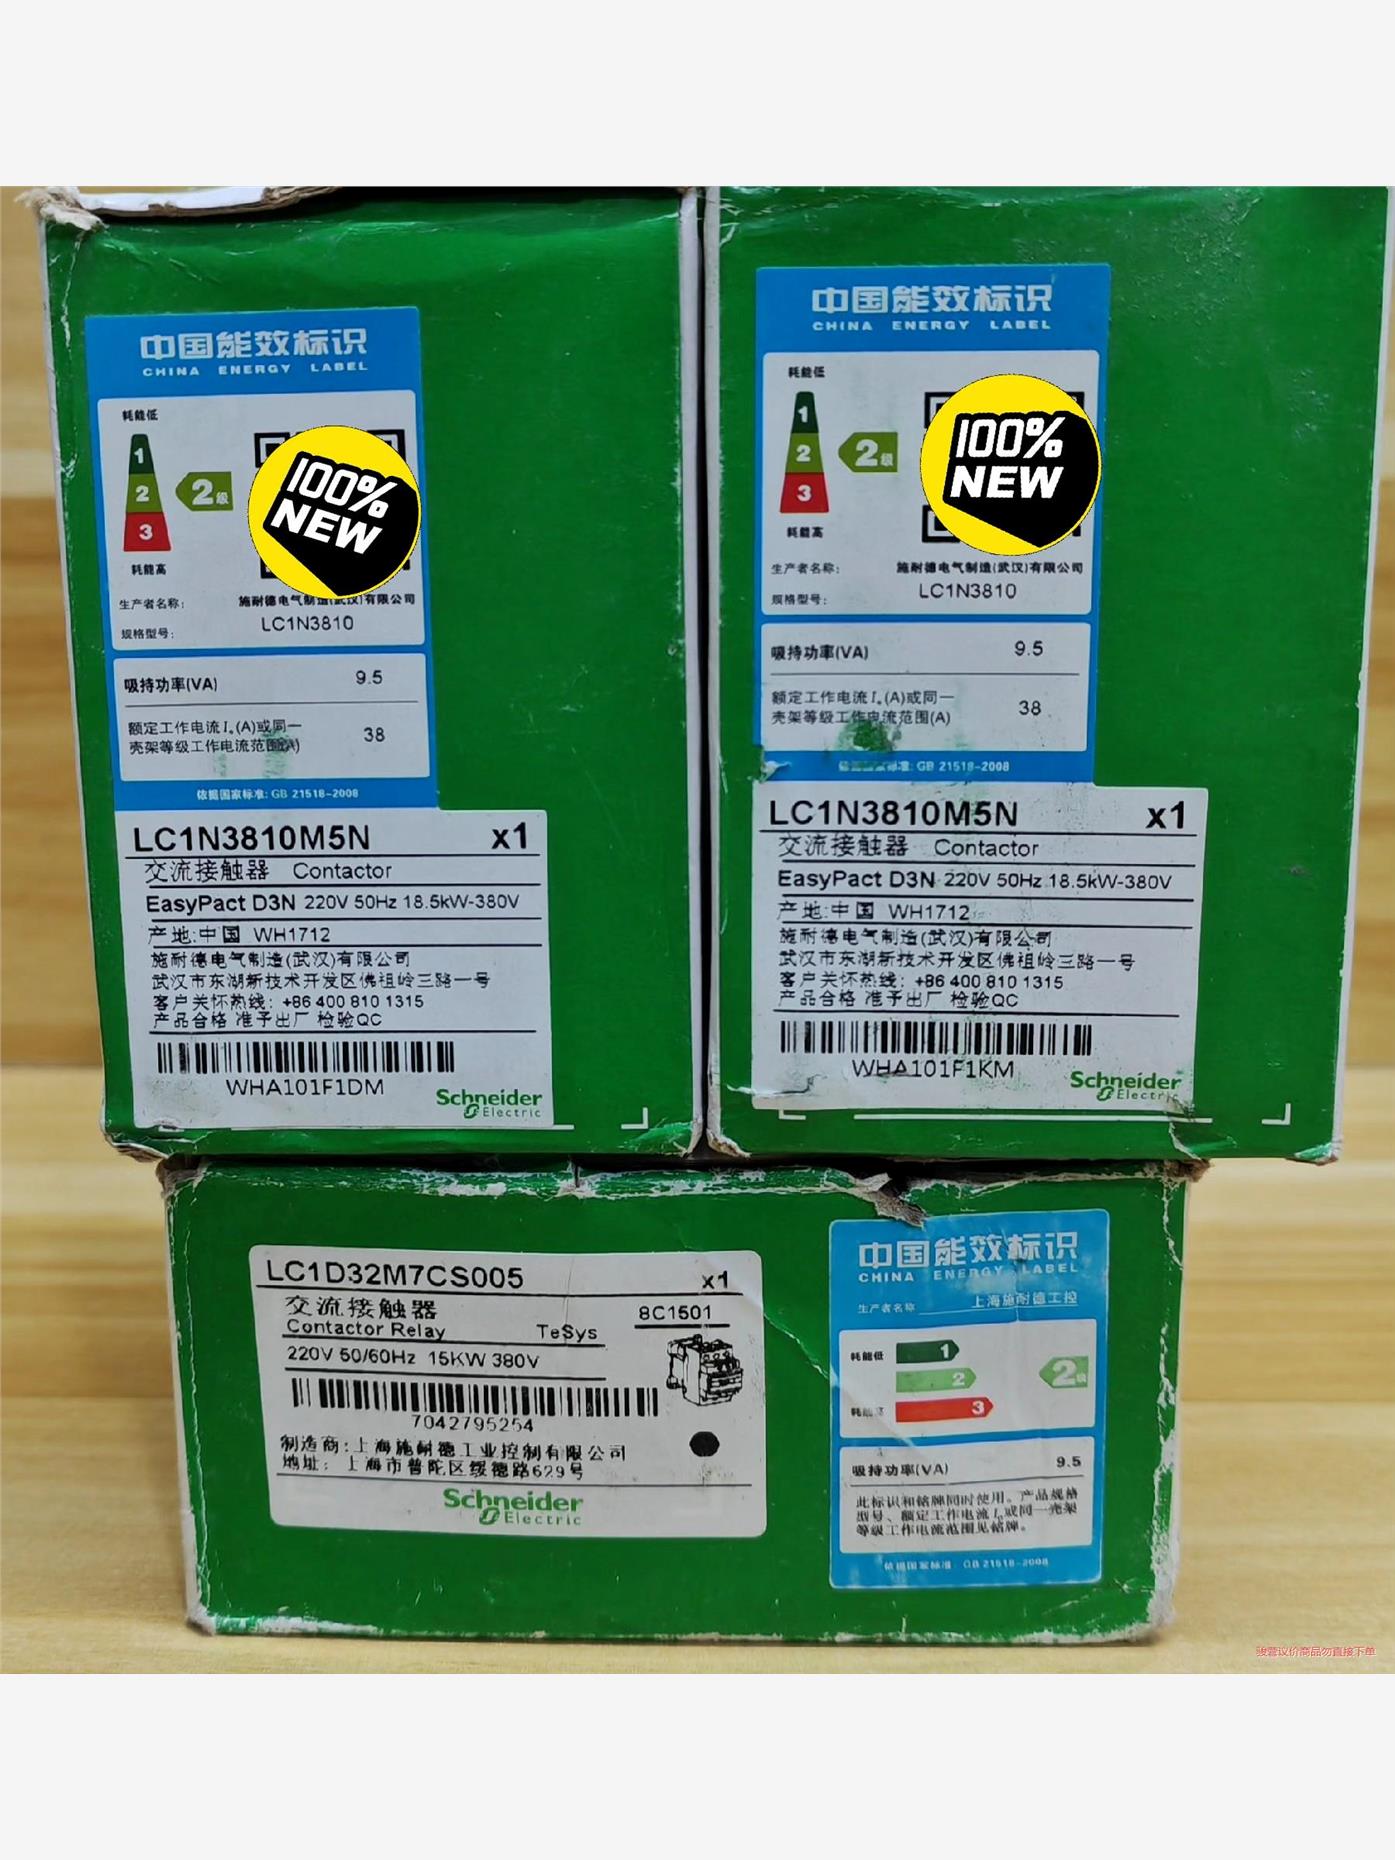 中国能效标识
CHINA ENERGY LABEL
耗能低
1
2
3
2级
100%
NEW
耗能高
生产者名称:
施耐德电气制造(武汉)有限公司
规格型号:
LC1N3810
吸持功率(VA)
9.5
额定工作电流Iₑ(A)或同一
壳架等级工作电流范围(A)
38
依据国家标准: GB 21518-2008
LC1N3810M5N x1
交流接触器 Contactor
EasyPact D3N 220V 50Hz 18.5kW-380V
产地:中国 WH1712
施耐德电气制造(武汉)有限公司
武汉市东湖新技术开发区佛祖岭三路一号
客户关怀热线: +86 400 810 1315
产品合格 准予出厂 检验QC
WHA101F1DM
Schneider
Electric
中国能效标识
CHINA ENERGY LABEL
耗能低
1
2
3
2级
100%
NEW
耗能高
生产者名称:
施耐德电气制造(武汉)有限公司
规格型号:
LC1N3810
吸持功率(VA)
9.5
额定工作电流Iₑ(A)或同一
壳架等级工作电流范围(A)
38
依据国家标准: GB 21518-2008
LC1N3810M5N x1
交流接触器 Contactor
EasyPact D3N 220V 50Hz 18.5kW-380V
产地:中国 WH1712
施耐德电气制造(武汉)有限公司
武汉市东湖新技术开发区佛祖岭三路一号
客户关怀热线: +86 400 810 1315
产品合格 准予出厂 检验QC
WHA101F1KM
Schneider
Electric
LC1D32M7CS005 x1
交流接触器
8C1501
Contactor Relay TeSys
220V 50/60Hz 15KW 380V
7042795254
制造商:上海施耐德工业控制有限公司
地址: 上海市普陀区绥德路629号
Schneider
Electric
中国能效标识
CHINA ENERGY LABEL
生产者名称 上海施耐德工控
耗能低
1
2
2级
耗能高
3
吸持功率(VA) 9.5
此标识和铭牌同时使用。产品规格
型号、额定工作电流Iₑ或同一壳架
等级工作电流范围见铭牌。
依据国家标准: GB 21518-2008
骏营议价商品勿直接下单